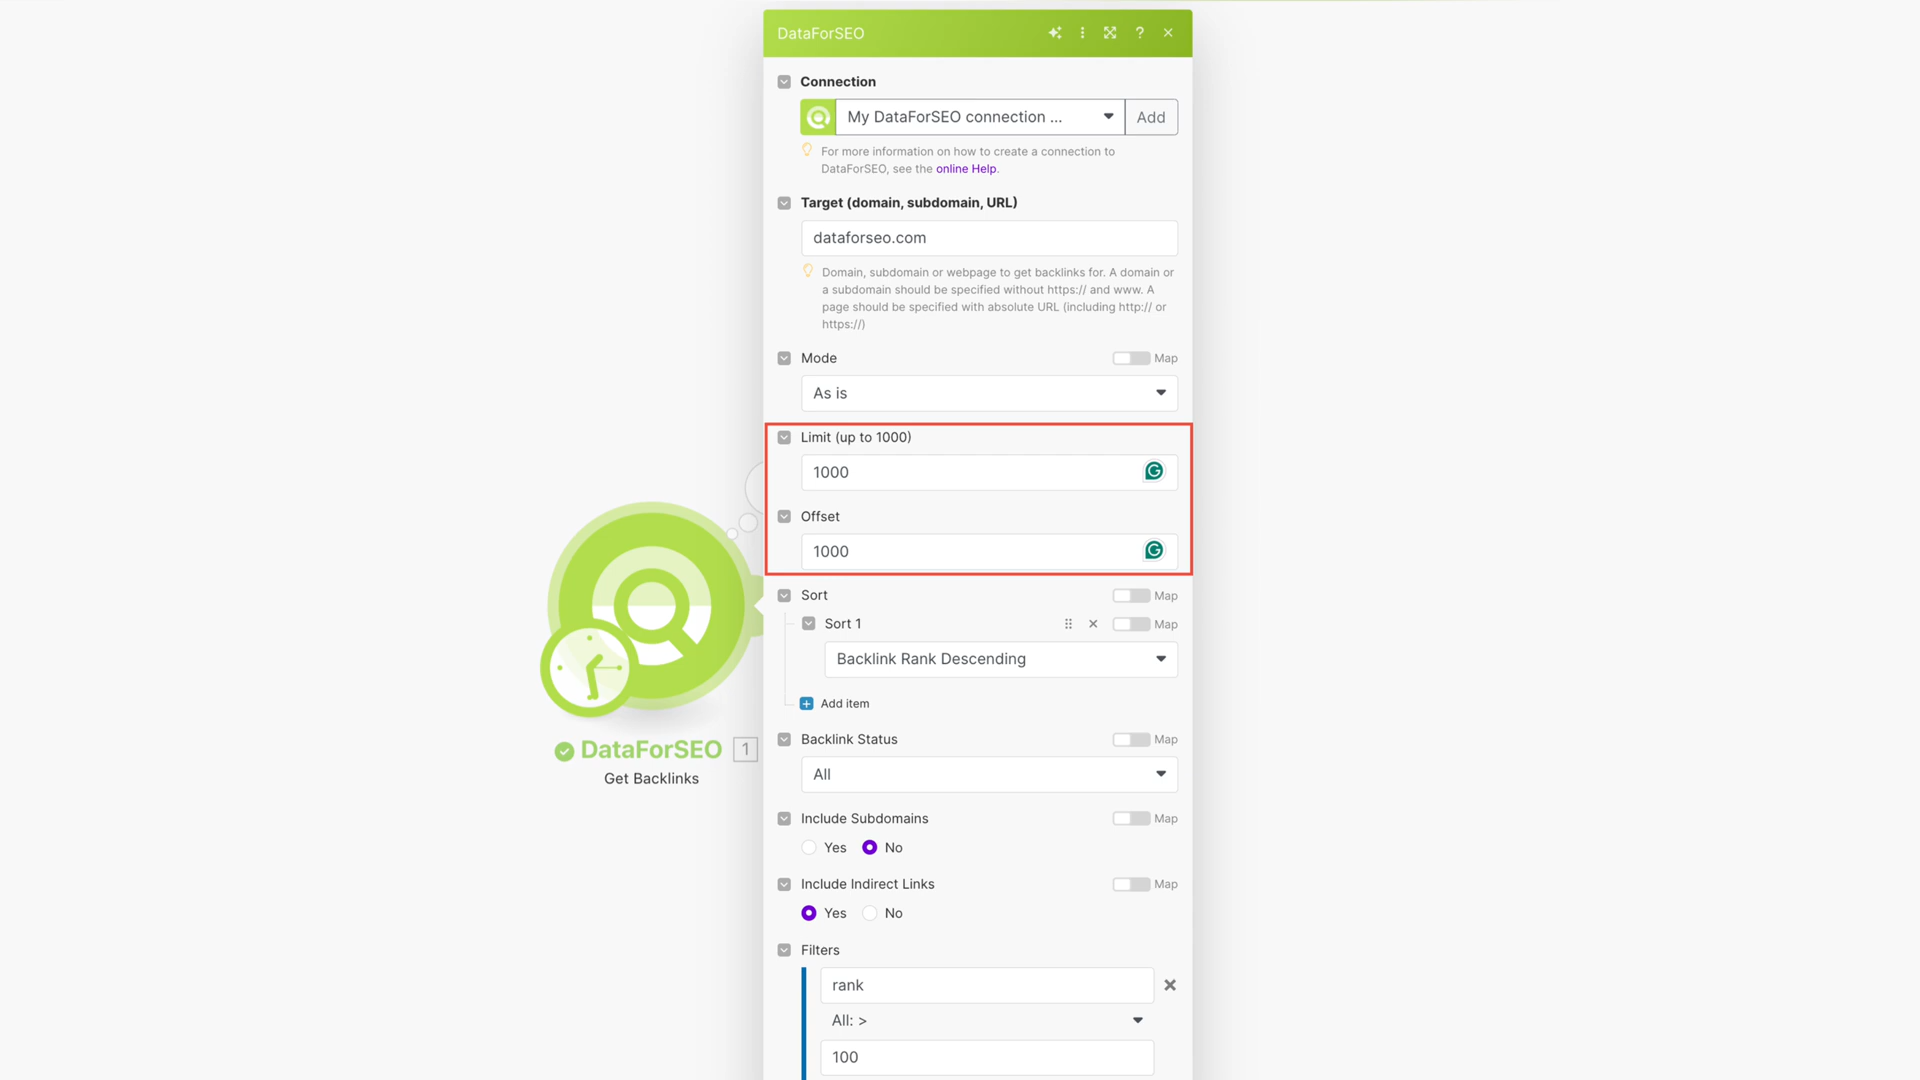 DataForSEO
?
Connection
My DataForSEO connection ...
Add
For more information on how to create a connection to
DataForSEO, see the online Help.
Target (domain, subdomain, URL)
dataforseo.com
Domain, subdomain or webpage to get backlinks for. A domain or
a subdomain should be specified without https:// and www. A
page should be specified with absolute URL (including http:// or
https://)
Mode
Map
As is
Limit (up to 1000)
1000
Offset
1000
Sort
Map
Sort 1
Map
Backlink Rank Descending
Add item
Backlink Status
Map
All
Include Subdomains
Map
Yes
No
Include Indirect Links
Map
Yes
No
Filters
rank
All: >
100
DataForSEO
1
Get Backlinks